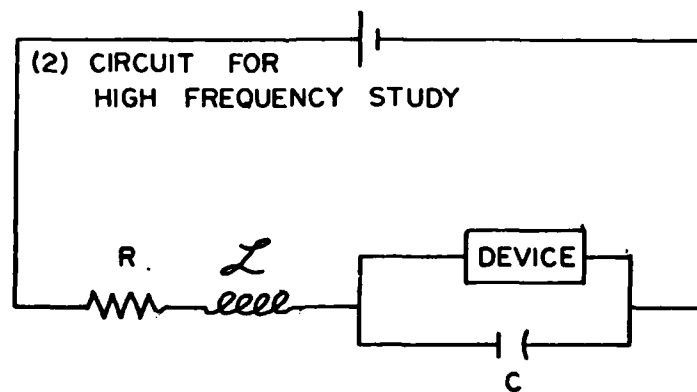 (2) CIRCUIT FOR
HIGH FREQUENCY STUDY
R.
L
DEVICE
C